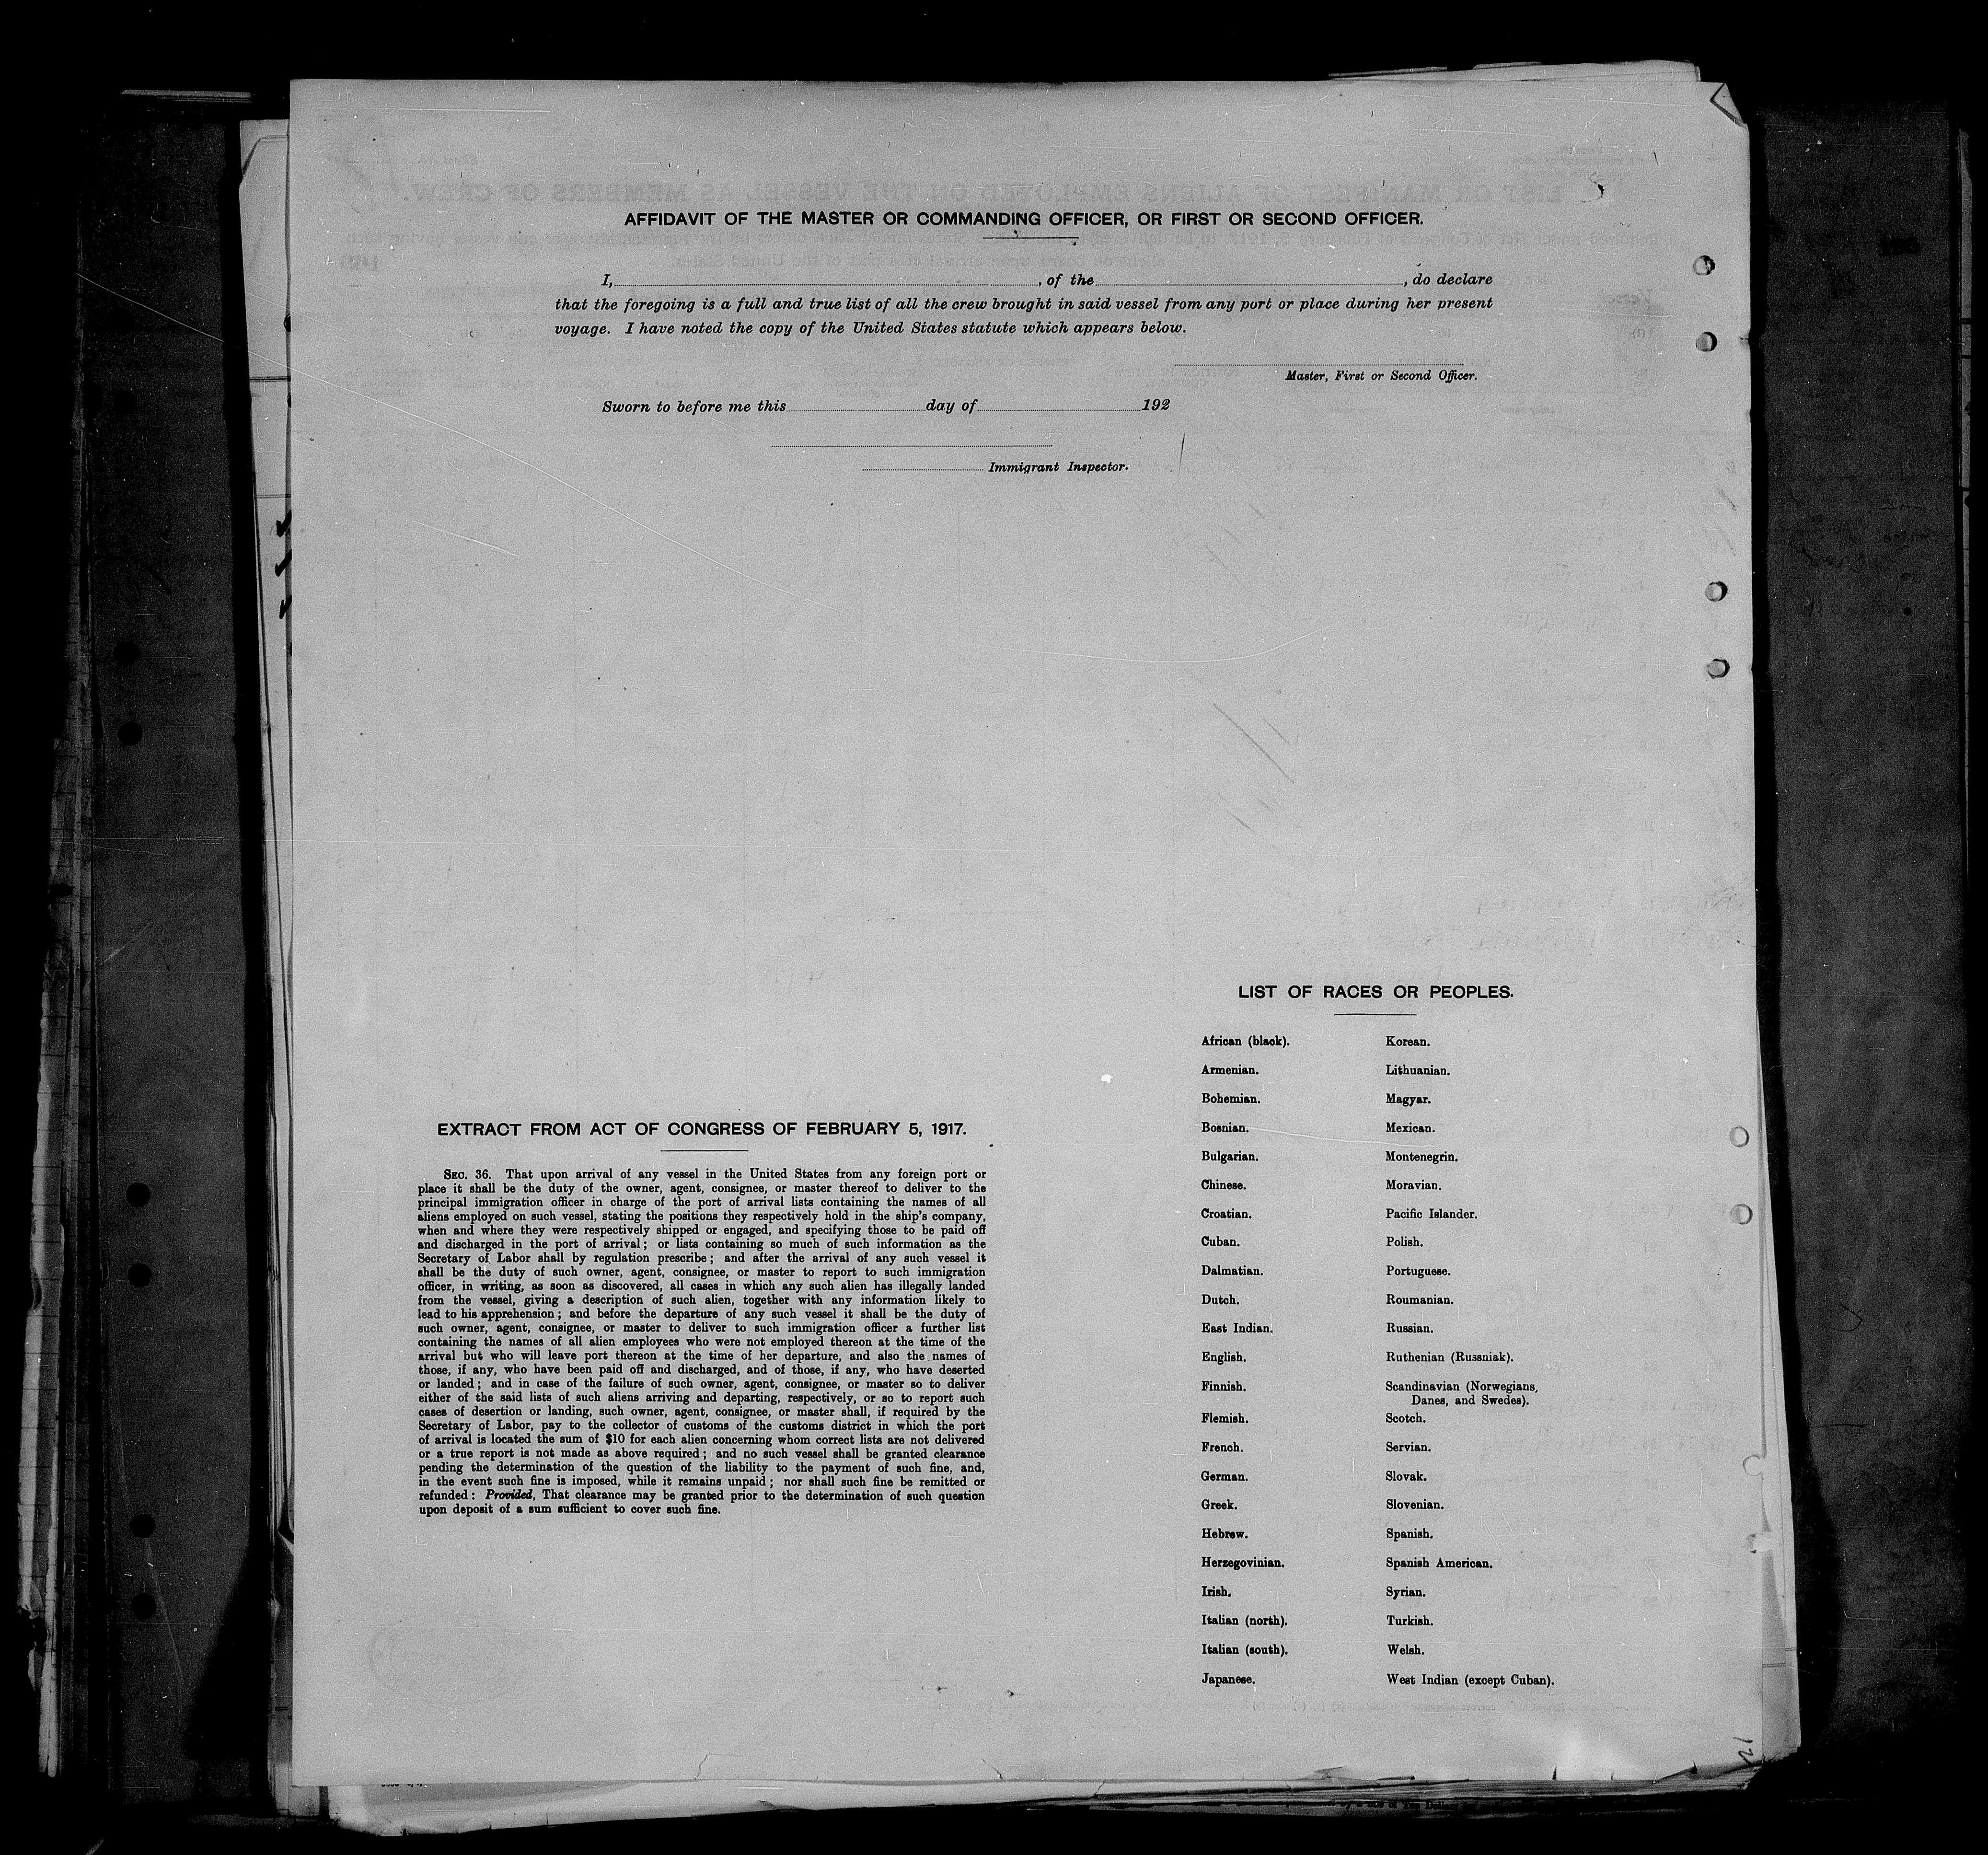 AFFIDAVIT OF THE MASTER OR COMMANDING OFFICER, OR FIRST OR SECOND OFFICER.
I, , of the , do declare
that the foregoing is a full and true list of all the crew brought in said vessel from any port or place during her present
voyage. I have noted the copy of the United States statute which appears below.
Master, First or Second Officer.
Sworn to before me this day of 192
Immigrant Inspector.
EXTRACT FROM ACT OF CONGRESS OF FEBRUARY 5, 1917.
SEC. 36. That upon arrival of any vessel in the United States from any foreign port or
place it shall be the duty of the owner, agent, consignee, or master thereof to deliver to the
principal immigration officer in charge of the port of arrival lists containing the names of all
aliens employed on such vessel, stating the positions they respectively hold in the ship's company,
when and where they were respectively shipped or engaged, and specifying those to be paid off
and discharged in the port of arrival; or lists containing so much of such information as the
Secretary of Labor shall by regulation prescribe; and after the arrival of any such vessel it
shall be the duty of such owner, agent, consignee, or master to report to such immigration
officer, in writing, as soon as discovered, all cases in which any such alien has illegally landed
from the vessel, giving a description of such alien, together with any information likely to
lead to his apprehension; and before the departure of any such vessel it shall be the duty of
such owner, agent, consignee, or master to deliver to such immigration officer a further list
containing the names of all alien employees who were not employed thereon at the time of the
arrival but who will leave port thereon at the time of her departure, and also the names of
those, if any, who have been paid off and discharged, and of those, if any, who have deserted
or landed; and in case of the failure of such owner, agent, consignee, or master so to deliver
either of the said lists of such aliens arriving and departing, respectively, or so to report such
cases of desertion or landing, such owner, agent, consignee, or master shall, if required by the
Secretary of Labor, pay to the collector of customs of the customs district in which the port
of arrival is located the sum of $10 for each alien concerning whom correct lists are not delivered
or a true report is not made as above required; and no such vessel shall be granted clearance
pending the determination of the question of the liability to the payment of such fine, and,
in the event such fine is imposed, while it remains unpaid; nor shall such fine be remitted or
refunded: Provided, That clearance may be granted prior to the determination of such question
upon deposit of a sum sufficient to cover such fine.
LIST OF RACES OR PEOPLES.
African (black).
Armenian.
Bohemian.
Bosnian.
Bulgarian.
Chinese.
Croatian.
Cuban.
Dalmatian.
Dutch.
East Indian.
English.
Finnish.
Flemish.
French.
German.
Greek.
Hebrew.
Herzegovinian.
Irish.
Italian (north).
Italian (south).
Japanese.
Korean.
Lithuanian.
Magyar.
Mexican.
Montenegrin.
Moravian.
Pacific Islander.
Polish.
Portuguese.
Roumanian.
Russian.
Ruthenian (Russniak).
Scandinavian (Norwegians,
Danes, and Swedes).
Scotch.
Servian.
Slovak.
Slovenian.
Spanish.
Spanish American.
Syrian.
Turkish.
Welsh.
West Indian (except Cuban).